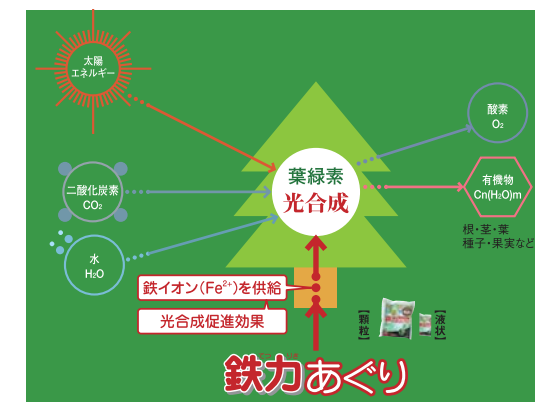 太陽
エネルギー
二酸化炭素
CO2
水
H2O
葉緑素
光合成
酸素
O2
有機物
Cn(H2O)m
根・茎・葉
種子・果実など
鉄イオン(Fe2+)を供給
光合成促進効果
【顆粒】
【液状】
鉄力あぐり